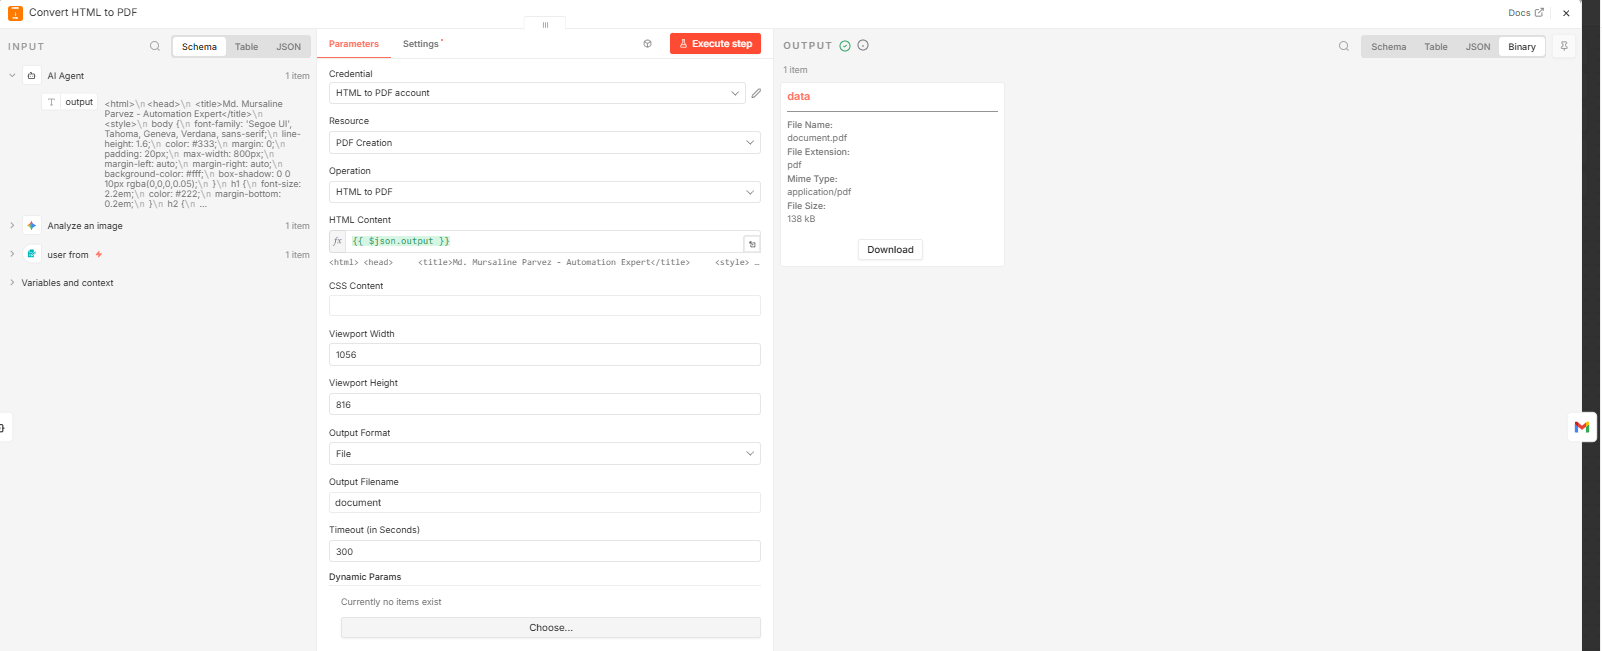 Convert HTML to PDF
Docs
INPUT
Schema
Table
JSON
AI Agent
1 item
output
<html>\n<head>\n <title>Md. Mursaline
Parvez - Automation Expert</title>\n
<style>\n body {\n font-family: 'Segoe UI',
Tahoma, Geneva, Verdana, sans-serif;\n line-
height: 1.6;\n color: #333;\n margin: 0;\n
padding: 20px;\n max-width: 800px;\n
margin-left: auto;\n margin-right: auto;\n
background-color: #fff;\n box-shadow: 0 0
10px rgba(0,0,0,0.05);\n }\n h1 {\n font-size:
2.2em;\n color: #222;\n margin-bottom:
0.2em;\n }\n h2 {\n ...
Analyze an image
1 item
user from
1 item
Variables and context
Parameters
Settings
Execute step
Credential
HTML to PDF account
Resource
PDF Creation
Operation
HTML to PDF
HTML Content
fx
{{ $json.output }}
<html> <head> <title>Md. Mursaline Parvez - Automation Expert</title> <style> …
CSS Content
Viewport Width
1056
Viewport Height
816
Output Format
File
Output Filename
document
Timeout (in Seconds)
300
Dynamic Params
Currently no items exist
Choose...
OUTPUT
Schema
Table
JSON
Binary
1 item
data
File Name:
document.pdf
File Extension:
pdf
Mime Type:
application/pdf
File Size:
138 kB
Download